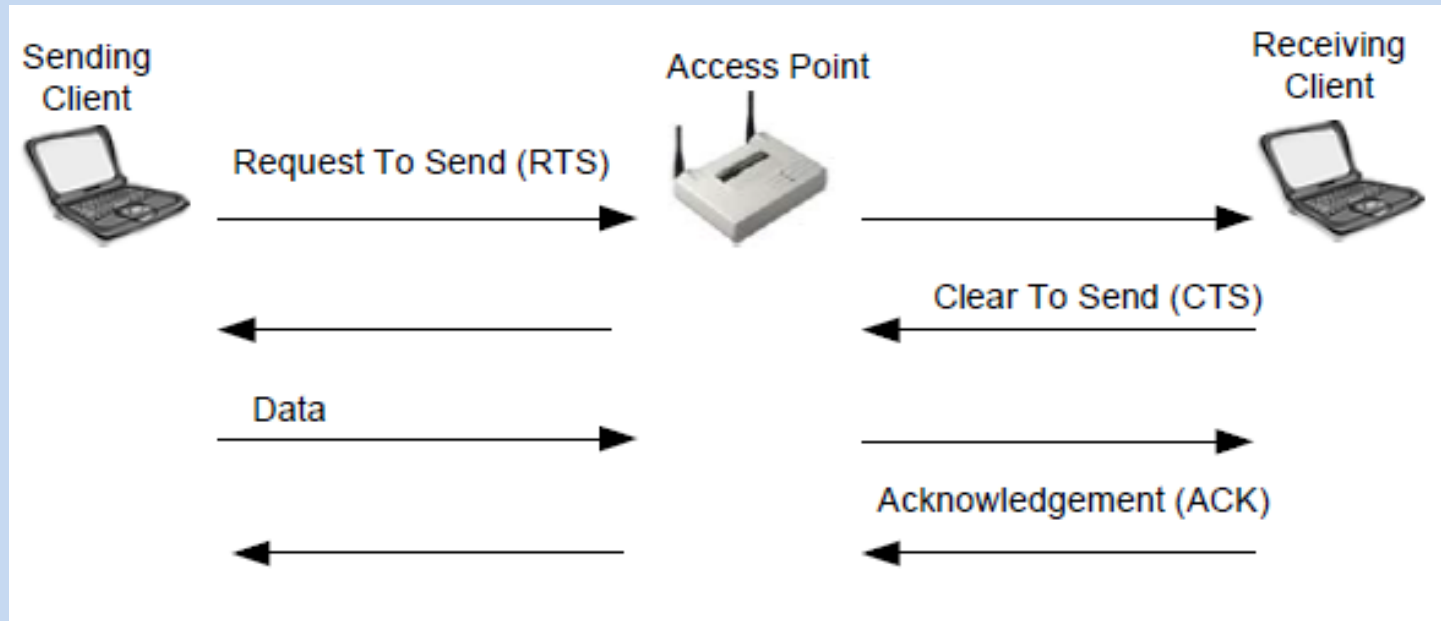 Sending
Client
Access Point
Receiving
Client
Request To Send (RTS)
Clear To Send (CTS)
Data
Acknowledgement (ACK)